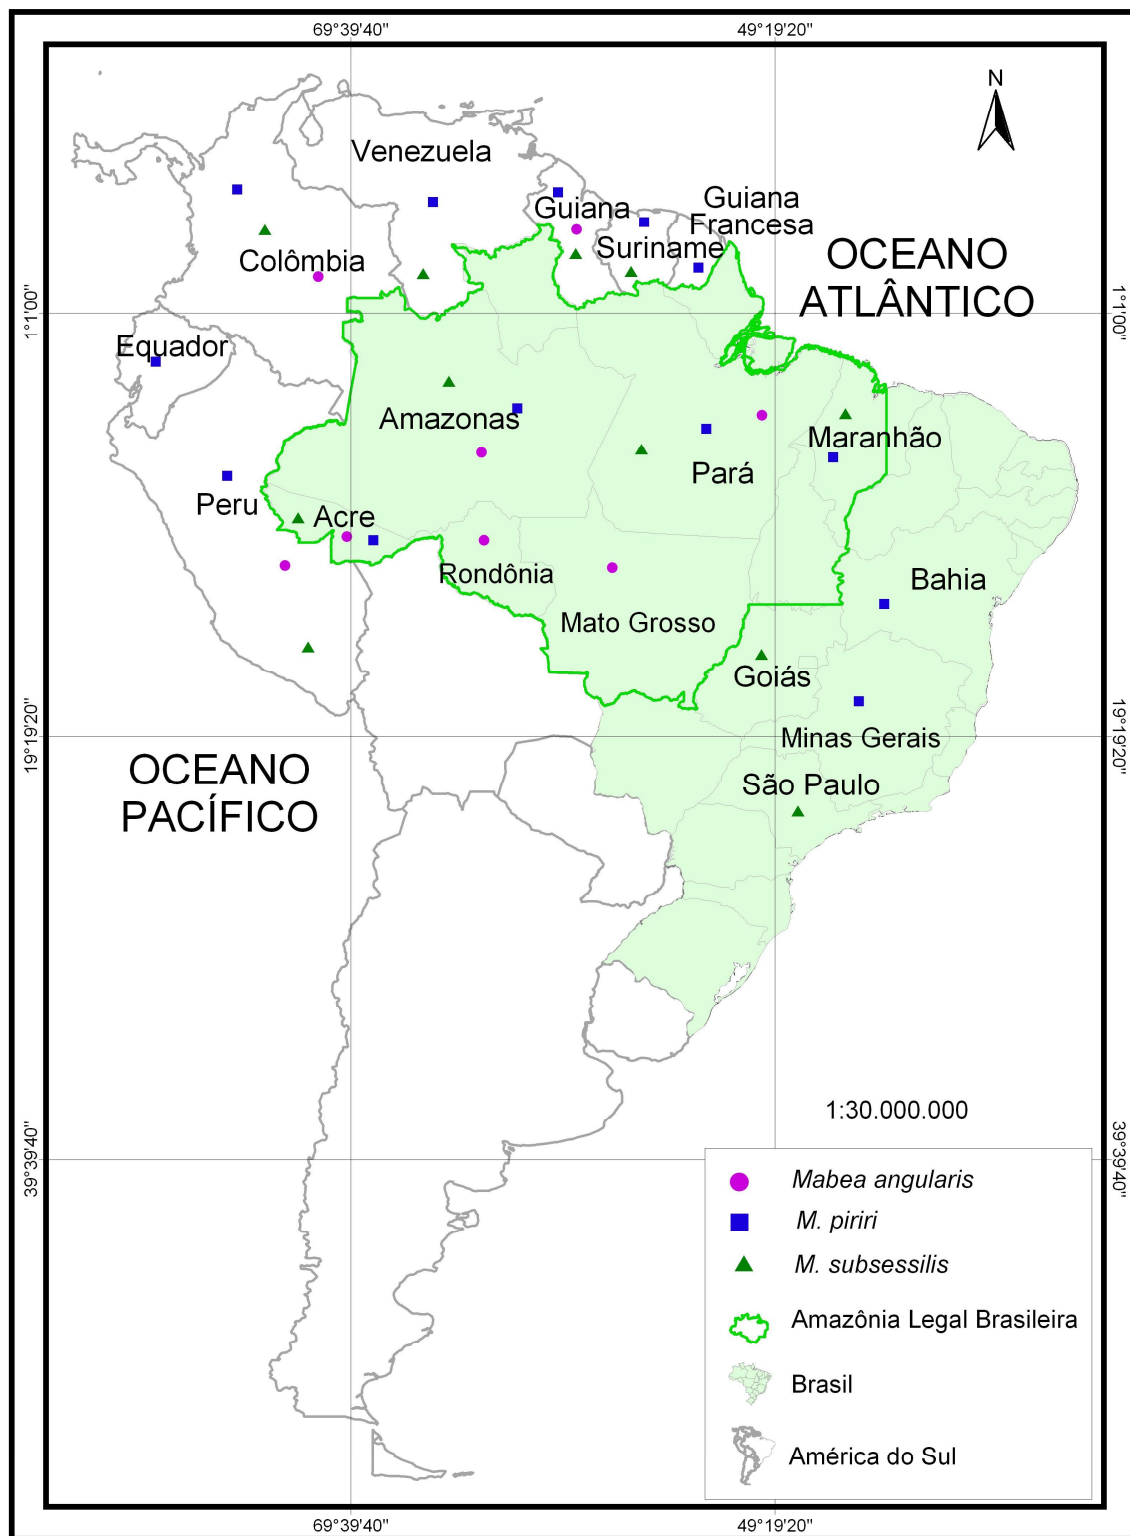 69°39'40"
49°19'20"
N
Venezuela
Guiana
Francesa
Guiana
Suriname
Colômbia
OCEANO
ATLÂNTICO
1°1'00"
1°1'00"
Equador
Amazonas
Maranhão
Pará
Peru
Acre
Rondônia
Bahia
Mato Grosso
Goiás
19°19'20"
19°19'20"
Minas Gerais
OCEANO
PACÍFICO
São Paulo
1:30.000.000
39°39'40"
39°39'40"
Mabea angularis
M. piriri
M. subsessilis
Amazônia Legal Brasileira
Brasil
América do Sul
69°39'40"
49°19'20"